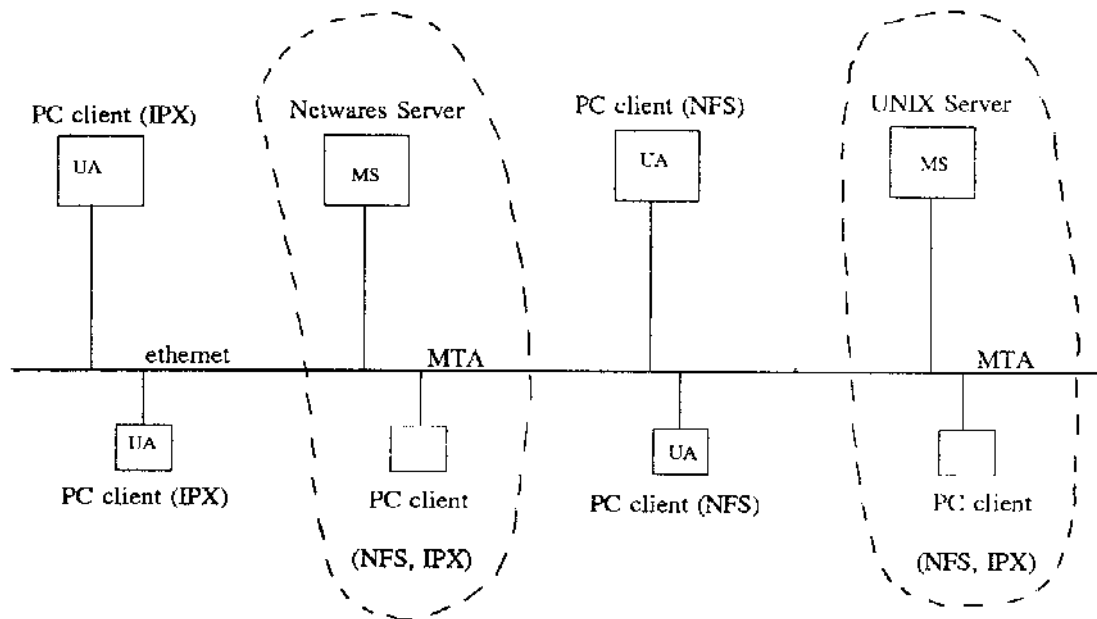 PC client (IPX)
Netwares Server
PC client (NFS)
UNIX Server
UA
MS
UA
MS
ethernet
MTA
MTA
UA
UA
PC client (IPX)
PC client
PC client (NFS)
PC client
(NFS, IPX)
(NFS, IPX)